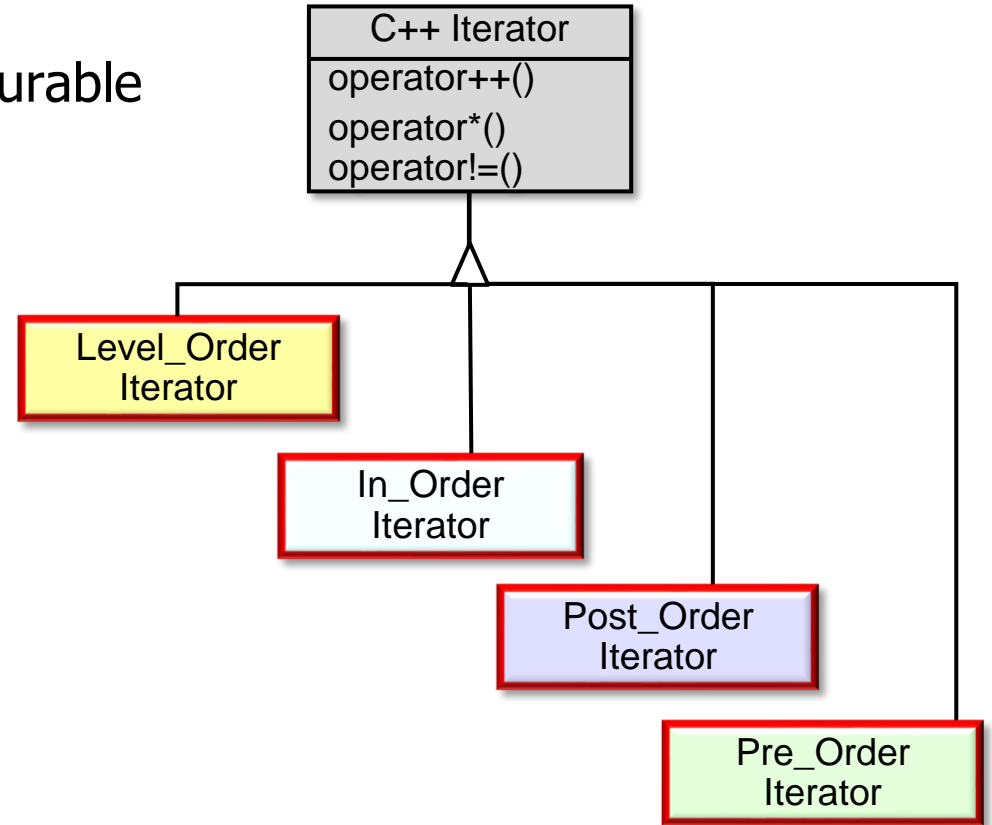 C++ Iterator
urable
operator++()
operator*()
operator!=()
Level_Order
Iterator
In_Order
Iterator
Post_Order
Iterator
Pre_Order
Iterator